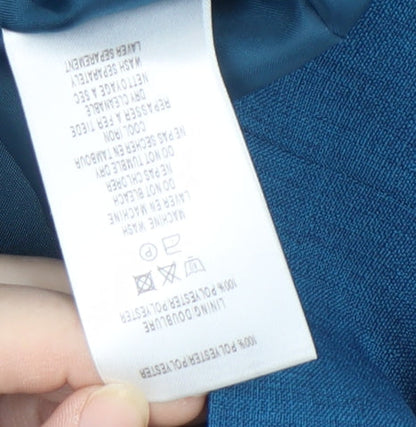 100% POLYESTER/POLYESTER
LINING DOUBLURE
100% POLYESTER POLYESTER
P
MACHINE WASH
LAVER EN MACHINE
DO NOT BLEACH
NE PAS CHLORER
DO NOT TUMBLE DRY
NE PAS SECHER EN TAMBOUR
COOL IRON
REPASSER A FER TIEDE
DRY CLEANABLE
NETTOYAGE A SEC
WASH SEPARATELY
LAVER SEPAREMENT